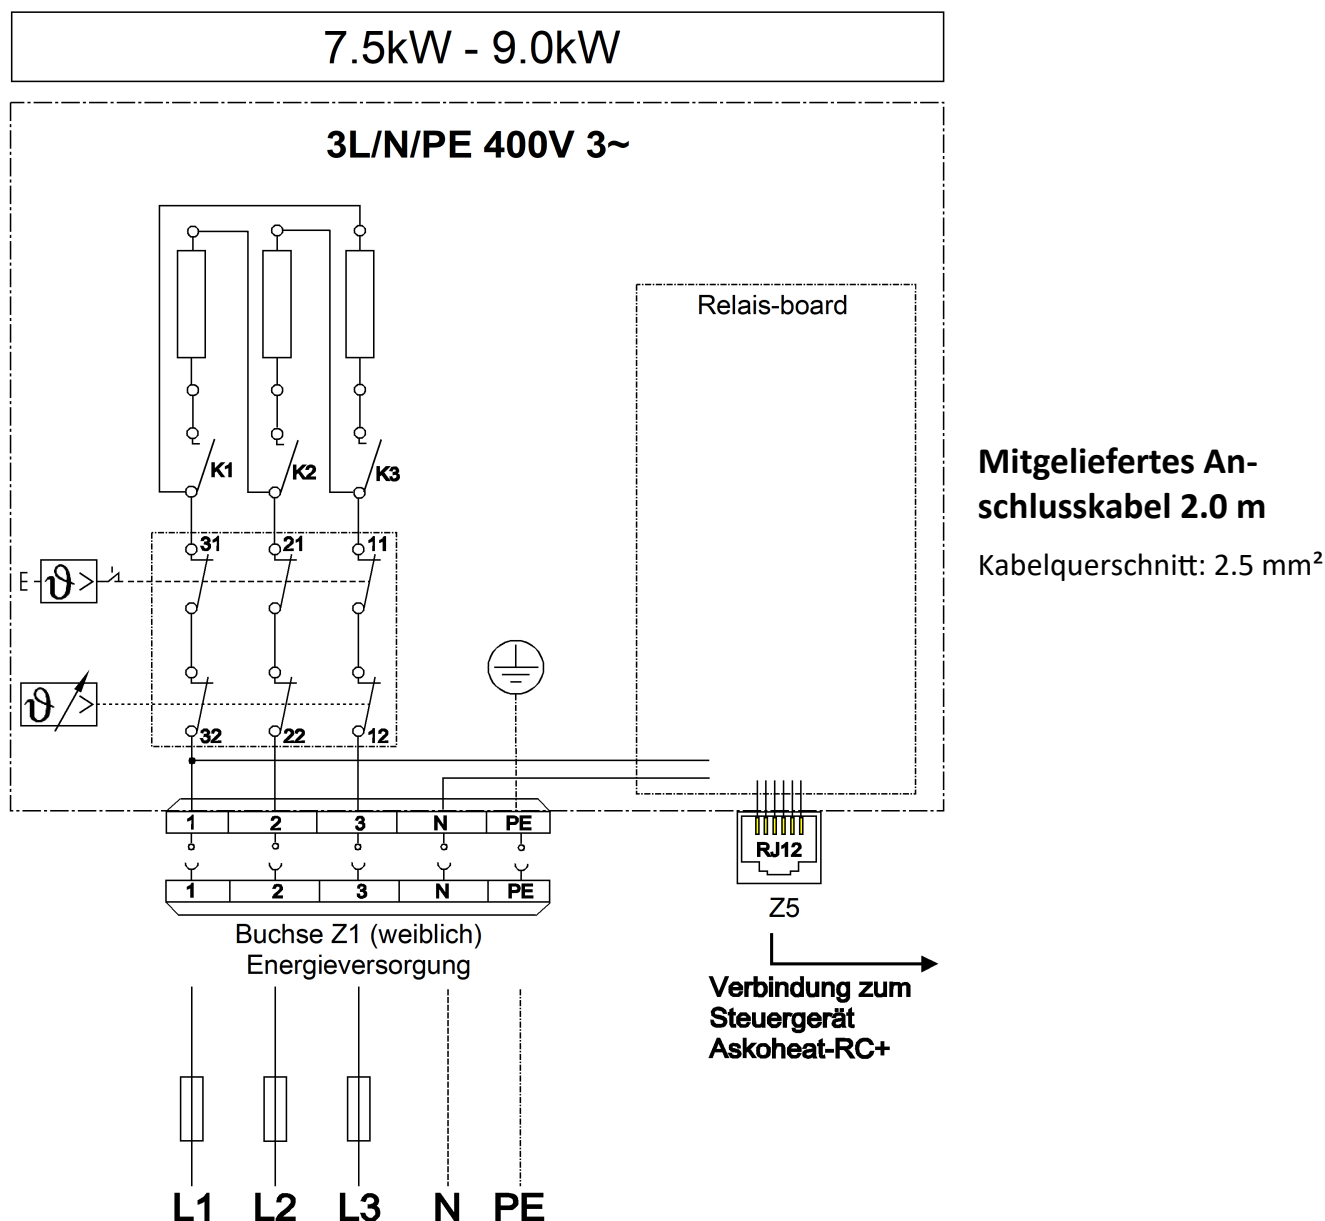 7.5kW - 9.0kW
3L/N/PE 400V 3~
Relais-board
K1 K2 K3
Mitgeliefertes An-
schlusskabel 2.0 m
Kabelquerschnitt: 2.5 mm²
31 21 11
ϑ >
ϑ >
32 22 12
1 2 3 N PE
RJ12
1 2 3 N PE
Z5
Buchse Z1 (weiblich)
Energieversorgung
Verbindung zum
Steuergerät
Askoheat-RC+
L1 L2 L3 N PE